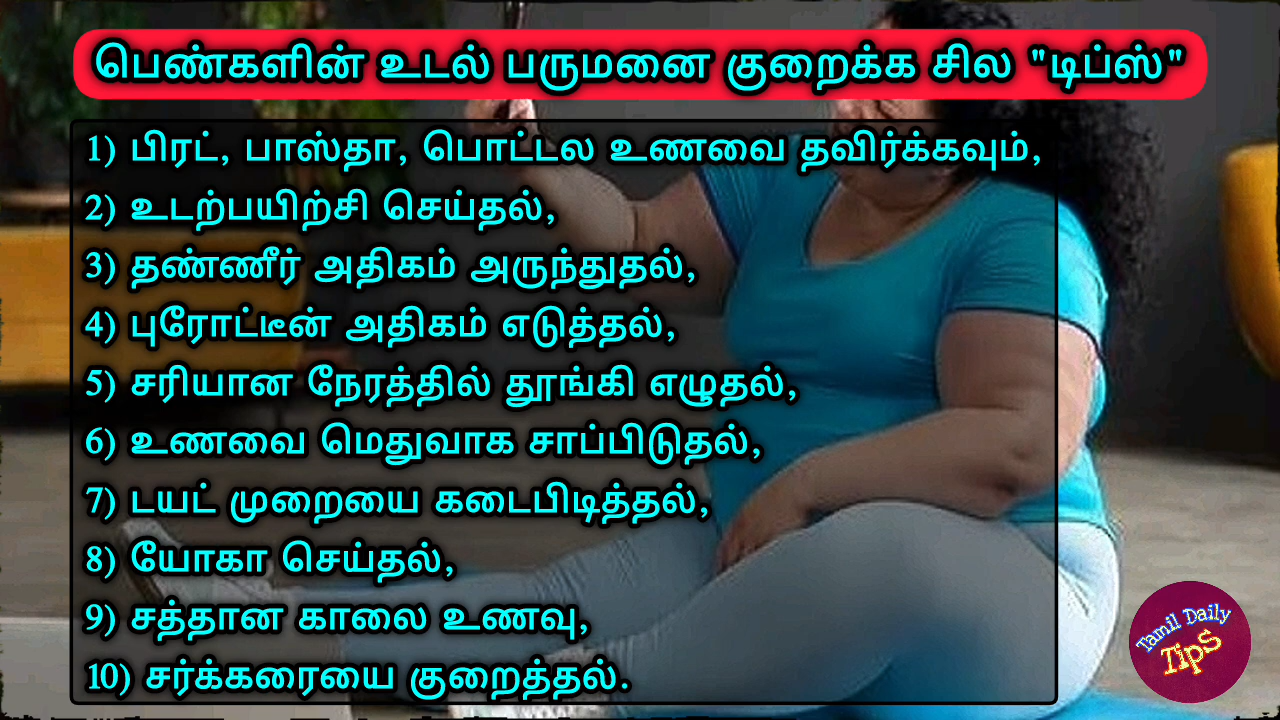 பெண்களின் உடல் பருமனை குறைக்க சில "டிப்ஸ்"
1) பிரட், பாஸ்தா, பொட்டல உணவை தவிர்க்கவும்,
2) உடற்பயிற்சி செய்தல்,
3) தண்ணீர் அதிகம் அருந்துதல்,
4) புரோட்டீன் அதிகம் எடுத்தல்,
5) சரியான நேரத்தில் தூங்கி எழுதல்,
6) உணவை மெதுவாக சாப்பிடுதல்,
7) டயட் முறையை கடைபிடித்தல்,
8) யோகா செய்தல்,
9) சத்தான காலை உணவு,
10) சர்க்கரையை குறைத்தல்.
Tamil Daily
Tips